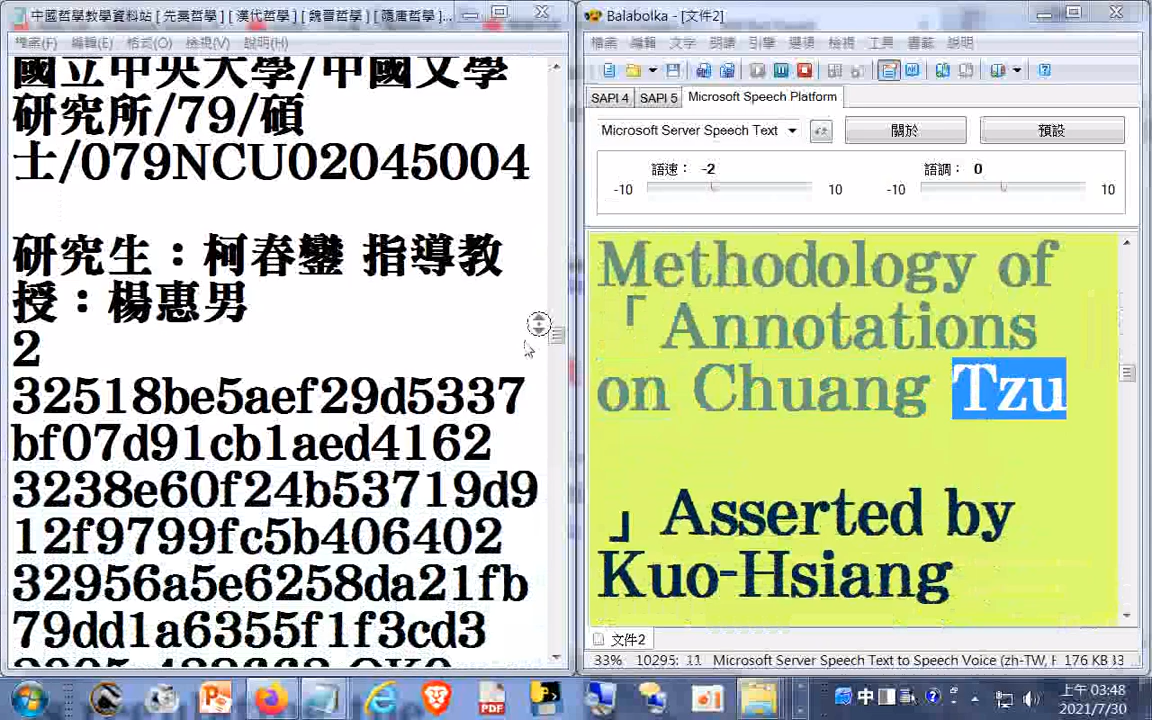 中國哲學教學資料站 [ 先秦哲學 ] [ 漢代哲學 ] [ 魏晉哲學 ] [ 隋唐哲學 ]...
檔案(F) 編輯(E) 格式(O) 檢視(V) 說明(H)
國立中央大學/中國文學
研究所/79/碩
士/079NCU02045004
研究生：柯春鑾 指導教
授：楊惠男
2
32518be5aef29d5337
bf07d91cb1aed4162
3238e60f24b53719d9
12f9799fc5b406402
32956a5e6258da21fb
79dd1a6355f1f3cd3
Balabolka - [文件2]
檔案 編輯 文字 朗讀 引擎 選項 檢視 工具 書籤 說明
SAPI 4 SAPI 5 Microsoft Speech Platform
Microsoft Server Speech Text 關於 預設
語速： -2 語調： 0
-10 10 -10 10
Methodology of
「 Annotations
on Chuang Tzu
」Asserted by
Kuo-Hsiang
文件2
33% 10295: 11 Microsoft Server Speech Text to Speech Voice (zh-TW, 176 KB
PDF 中 上午 03:48
2021/7/30